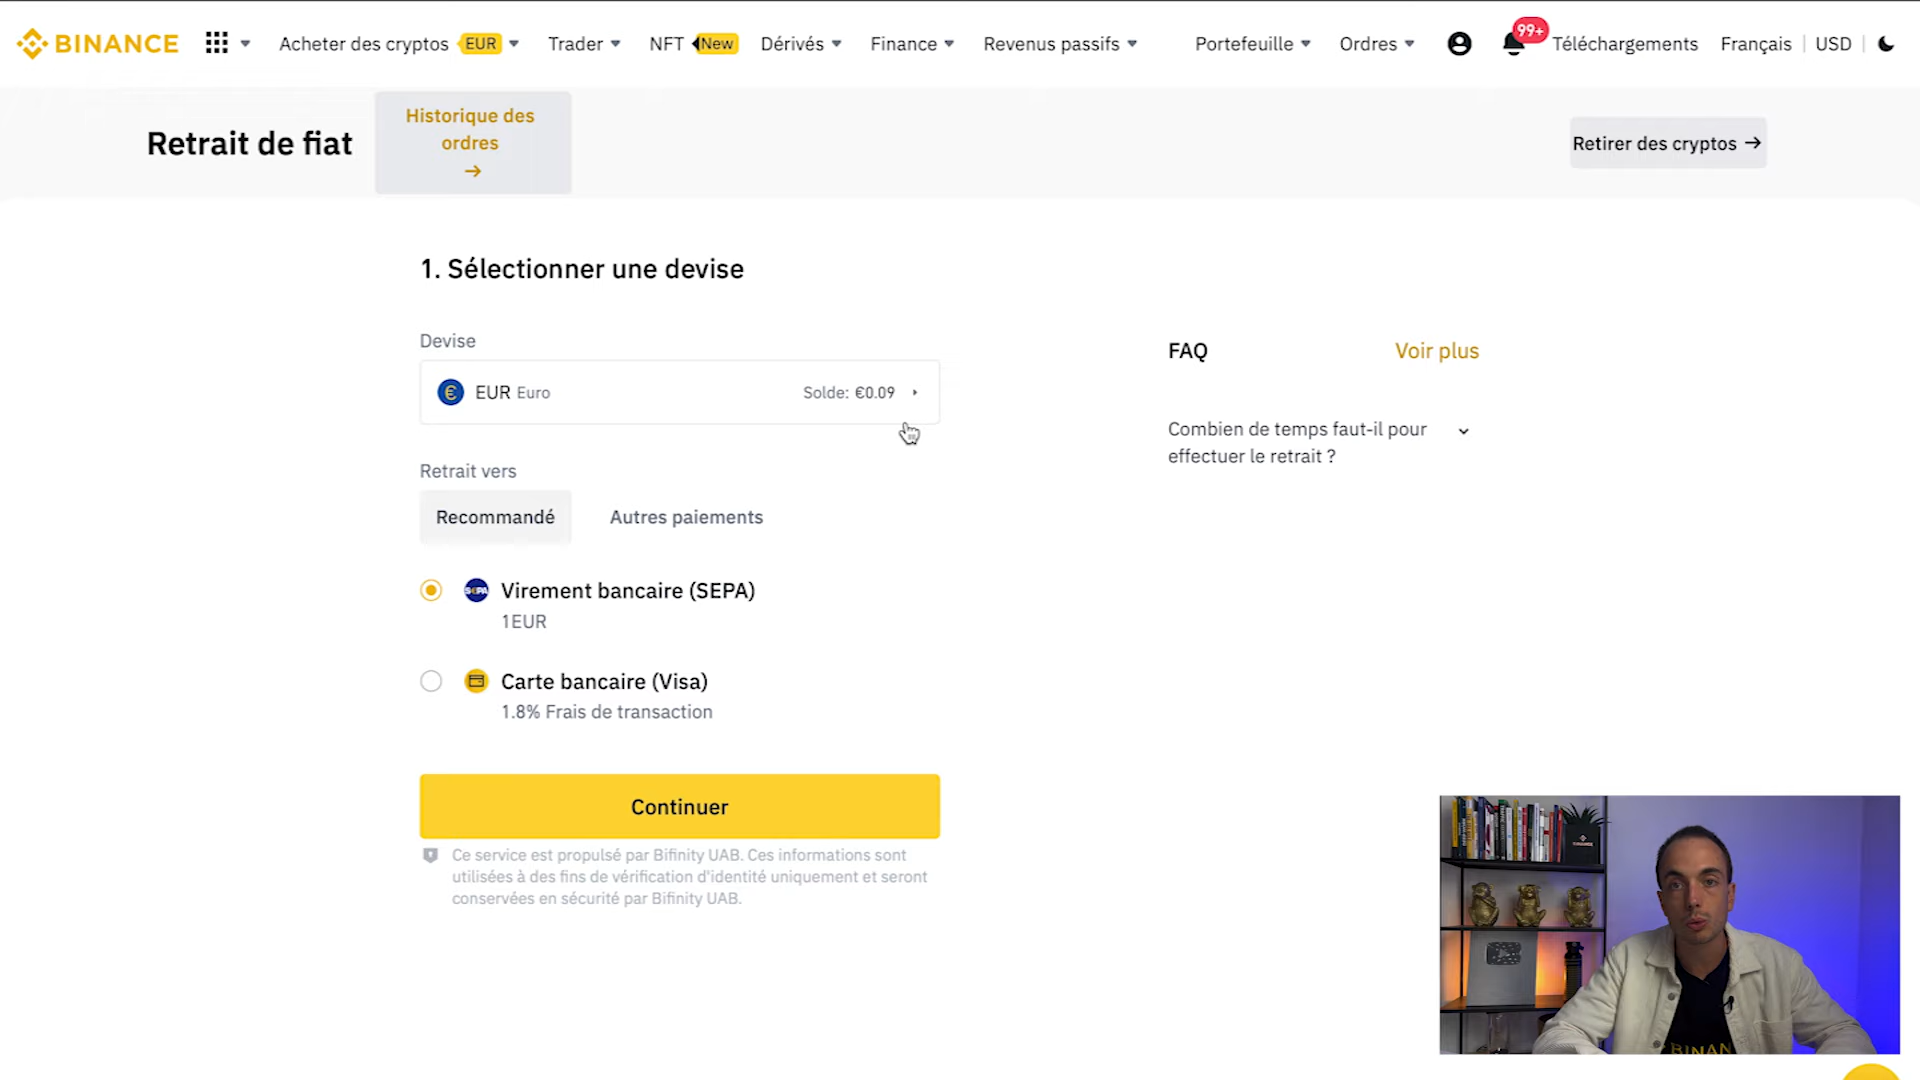 BINANCE
Acheter des cryptos EUR
Trader
NFT New
Dérivés
Finance
Revenus passifs
Portefeuille
Ordres
99+
Téléchargements
Français
USD
Retrait de fiat
Historique des
ordres
→
Retirer des cryptos →
1. Sélectionner une devise
Devise
€ EUR Euro
Solde: €0.09
Retrait vers
Recommandé
Autres paiements
SEPA Virement bancaire (SEPA)
1 EUR
Carte bancaire (Visa)
1.8% Frais de transaction
Continuer
Ce service est propulsé par Bifinity UAB. Ces informations sont
utilisées à des fins de vérification d'identité uniquement et seront
conservées en sécurité par Bifinity UAB.
FAQ
Voir plus
Combien de temps faut-il pour
effectuer le retrait ?
BINAN